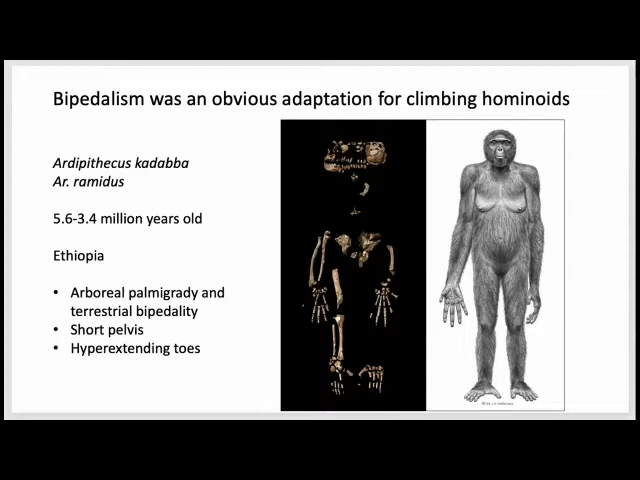 Bipedalism was an obvious adaptation for climbing hominoids
Ardipithecus kadabba
Ar. ramidus
5.6-3.4 million years old
Ethiopia
• Arboreal palmigrady and
terrestrial bipedality
• Short pelvis
• Hyperextending toes